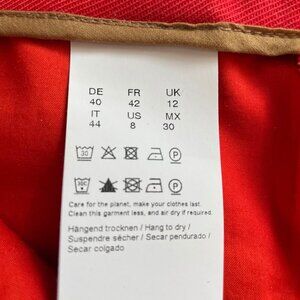 DE FR UK
40 42 12
IT US MX
44 8 30
30 P
P
Care for the planet, make your clothes last.
Clean this garment less, and air dry if required.
Hängend trocknen / Hang to dry /
Suspendre sécher / Secar pendurado /
Secar colgado